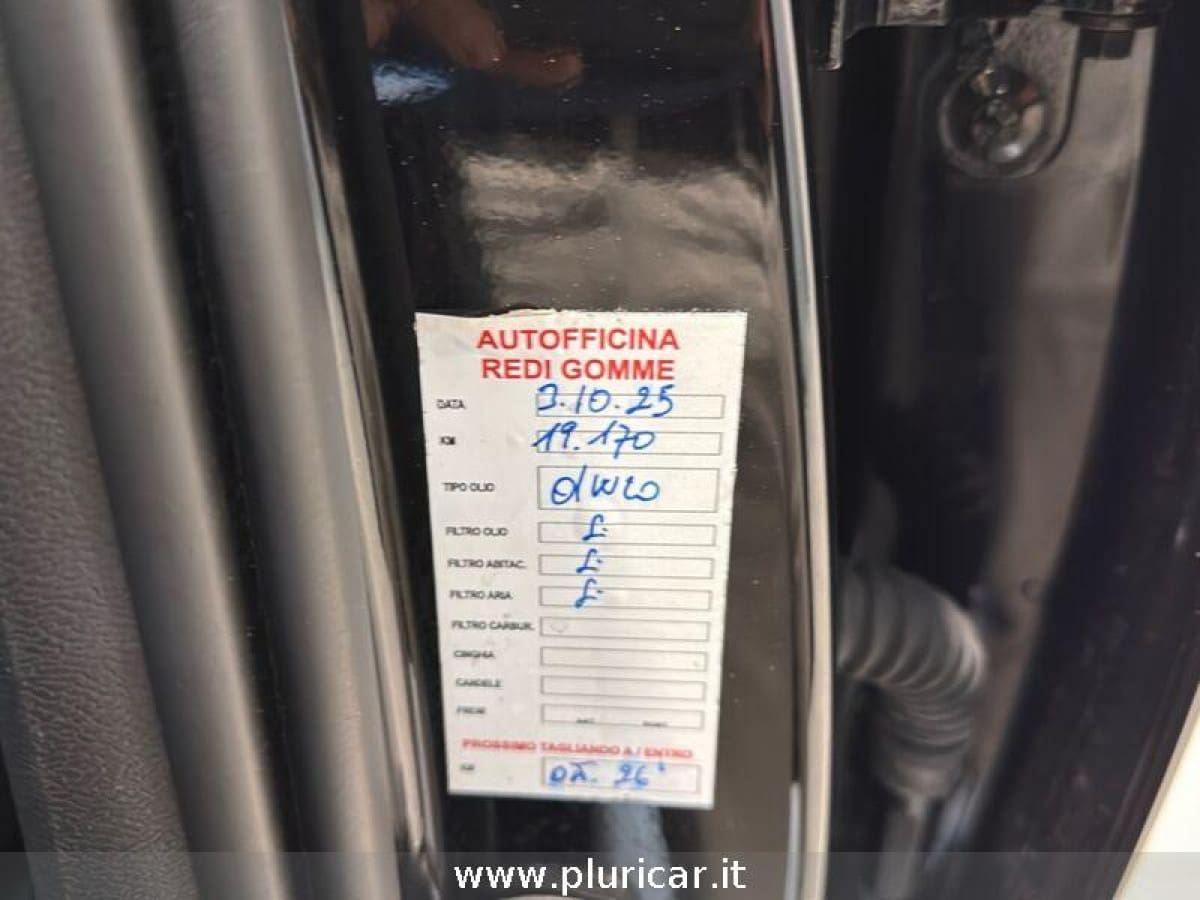 AUTOFFICINA
REDI GOMME
DATA 3.10.25
KM 19.170
TIPO OLIO
FILTRO OLIO
FILTRO ABITAC.
FILTRO ARIA
FILTRO CARBUR.
CINGHIA
CANDELE
FRENI
PROSSIMO TAGLIANDO A / ENTRO
www.pluricar.it